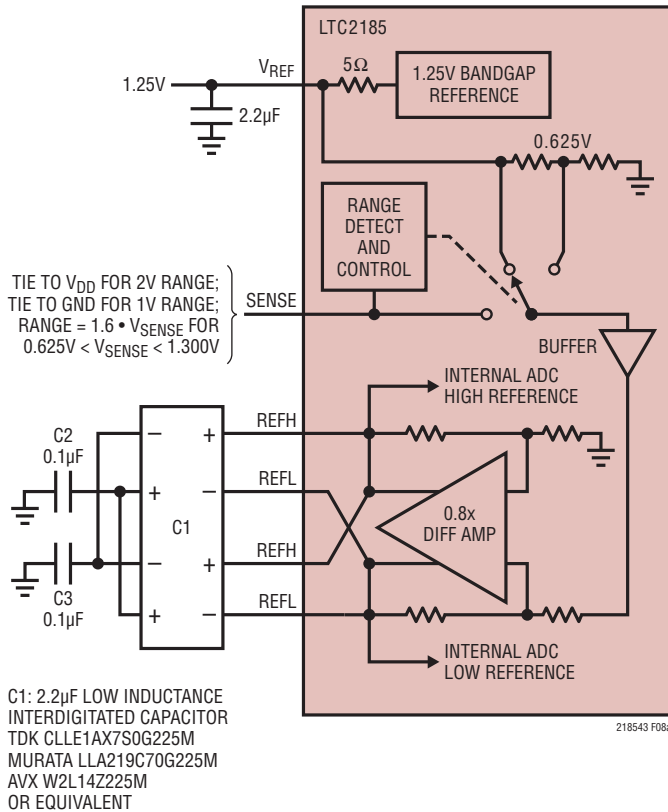 LTC2185
VREF
5Ω
1.25V
1.25V BANDGAP
REFERENCE
2.2µF
0.625V
RANGE
DETECT
AND
CONTROL
TIE TO VDD FOR 2V RANGE;
TIE TO GND FOR 1V RANGE;
RANGE = 1.6 • VSENSE FOR
0.625V < VSENSE < 1.300V
SENSE
BUFFER
INTERNAL ADC
HIGH REFERENCE
REFH
C2
0.1µF
–
+
REFL
+
–
C1
0.8x
DIFF AMP
REFH
–
+
C3
0.1µF
REFL
+
–
INTERNAL ADC
LOW REFERENCE
C1: 2.2µF LOW INDUCTANCE
INTERDIGITATED CAPACITOR
TDK CLLE1AX7S0G225M
MURATA LLA219C70G225M
AVX W2L14Z225M
OR EQUIVALENT
218543 F08a